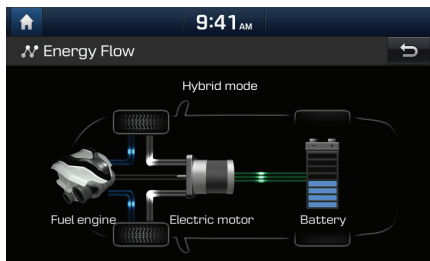 9:41 AM
Energy Flow
Hybrid mode
Fuel engine
Electric motor
Battery